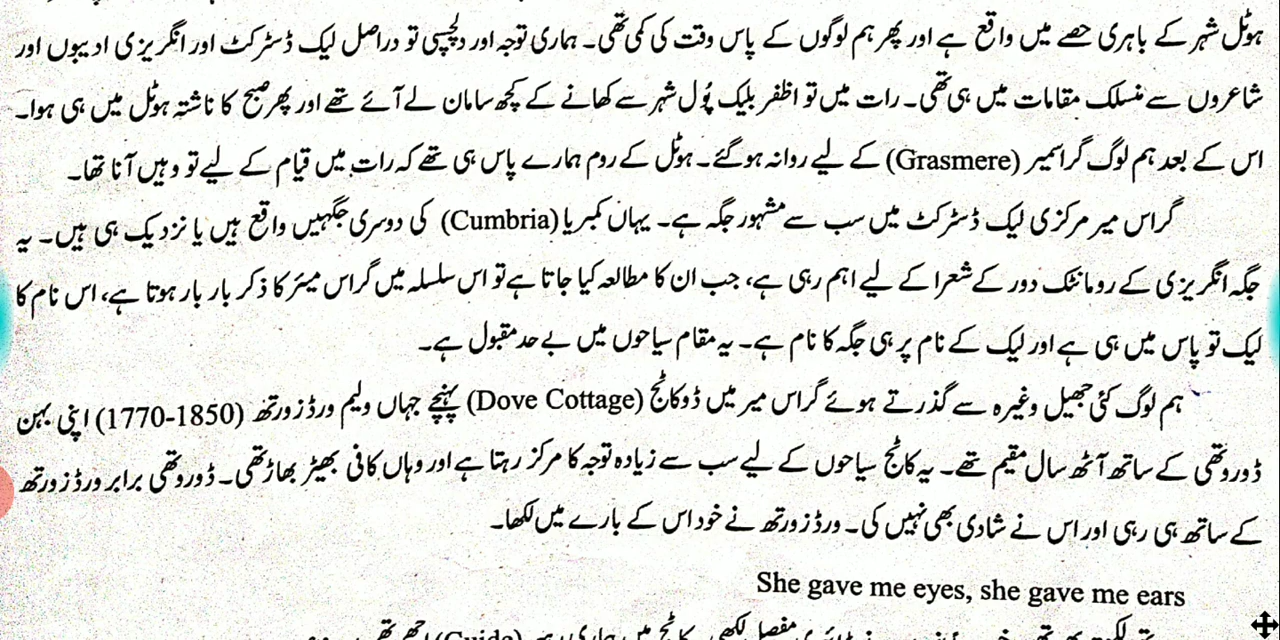 ہوٹل شہر کے باہری حصے میں واقع ہے اور پھر ہم لوگوں کے پاس وقت کی کمی تھی۔ ہماری توجہ اور دلچسپی تو دراصل لیک ڈسٹرکٹ اور انگریزی ادیبوں اور
شاعروں سے منسلک مقامات میں ہی تھی۔ رات میں تو اظفر بلیک پُول شہر سے کھانے کے کچھ سامان لے آئے تھے اور پھر صبح کا ناشتہ ہوٹل میں ہی ہوا۔
اس کے بعد ہم لوگ گراسمیر (Grasmere) کے لیے روانہ ہوگئے۔ ہوٹل کے روم ہمارے پاس ہی تھے کہ رات میں قیام کے لیے تو وہیں آنا تھا۔
گراس میر مرکزی لیک ڈسٹرکٹ میں سب سے مشہور جگہ ہے۔ یہاں کمبریا (Cumbria) کی دوسری جگہیں واقع ہیں یا نزدیک ہی ہیں۔ یہ
جگہ انگریزی کے رومانٹک دور کے شعرا کے لیے اہم رہی ہے، جب ان کا مطالعہ کیا جاتا ہے تو اس سلسلہ میں گراس میئر کا ذکر بار بار ہوتا ہے، اس نام کا
لیک تو پاس میں ہی ہے اور لیک کے نام پر ہی جگہ کا نام ہے۔ یہ مقام سیاحوں میں بے حد مقبول ہے۔
ہم لوگ کئی جھیل وغیرہ سے گذرتے ہوئے گراس میر میں ڈوکاٹج (Dove Cottage) پہنچے جہاں ولیم ورڈزورتھ (1770-1850) اپنی بہن
ڈوروتھی کے ساتھ آٹھ سال مقیم تھے۔ یہ کاٹج سیاحوں کے لیے سب سے زیادہ توجہ کا مرکز رہتا ہے اور وہاں کافی بھیڑ بھاڑ تھی۔ ڈوروتھی برابر ورڈزورتھ
کے ساتھ ہی رہی اور اس نے شادی بھی نہیں کی۔ ورڈزورتھ نے خود اس کے بارے میں لکھا۔
She gave me eyes, she gave me ears